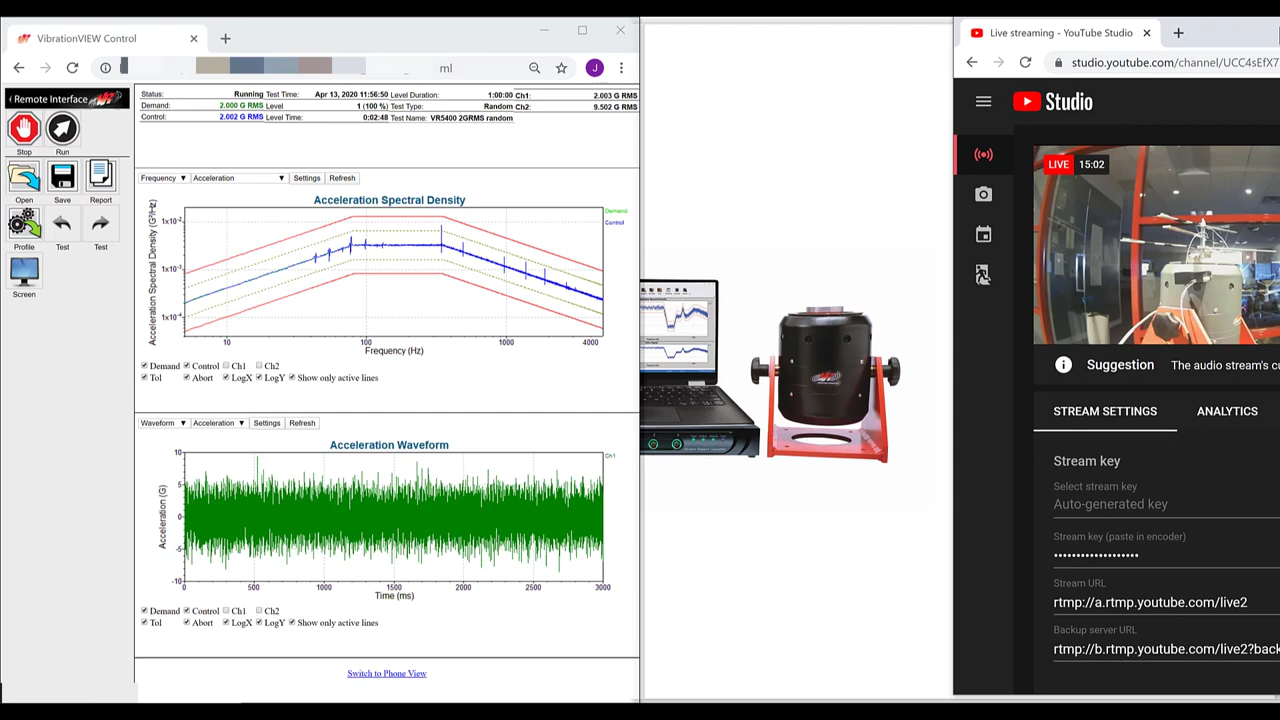 VibrationVIEW Control
ml
J
Remote Interface
Stop
Run
Open
Save
Report
Profile
Test
Test
Screen
Status: Running Test Time: Apr 13, 2020 11:56:50 Level Duration: 1:00:00 Ch1: 2.003 G RMS
Demand: 2.000 G RMS Level 1 (100 %) Test Type: Random Ch2: 9.502 G RMS
Control: 2.002 G RMS Level Time: 0:02:48 Test Name: VR5400 2GRMS random
Frequency Acceleration Settings Refresh
Acceleration Spectral Density
Demand
Control
Acceleration Spectral Density (G²/Hz)
1x10-2
1x10-3
1x10-4
10 100 1000 4000
Frequency (Hz)
Demand Control Ch1 Ch2
Tol Abort LogX LogY Show only active lines
Waveform Acceleration Settings Refresh
Acceleration Waveform
Ch1
Acceleration (G)
10
5
0
-5
-10
0 500 1000 1500 2000 2500 3000
Time (ms)
Demand Control Ch1 Ch2
Tol Abort LogX LogY Show only active lines
Switch to Phone View
Live streaming - YouTube Studio
studio.youtube.com/channel/UCC4sEfX7
Studio
LIVE 15:02
Suggestion The audio stream's cu
STREAM SETTINGS ANALYTICS
Stream key
Select stream key
Auto-generated key
Stream key (paste in encoder)
Stream URL
rtmp://a.rtmp.youtube.com/live2
Backup server URL
rtmp://b.rtmp.youtube.com/live2?back